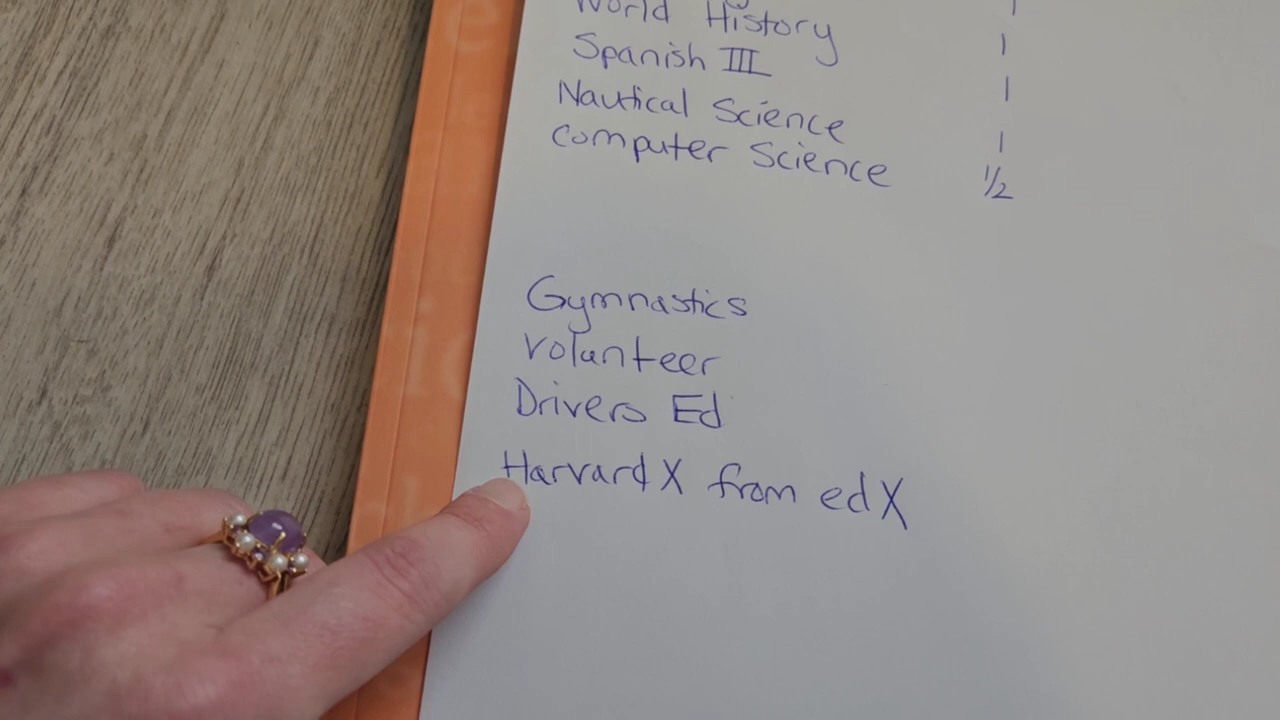 World History 1
Spanish III 1
Nautical Science 1
Computer Science 1/2
Gymnastics
Volunteer
Drivers Ed
HarvardX from edX